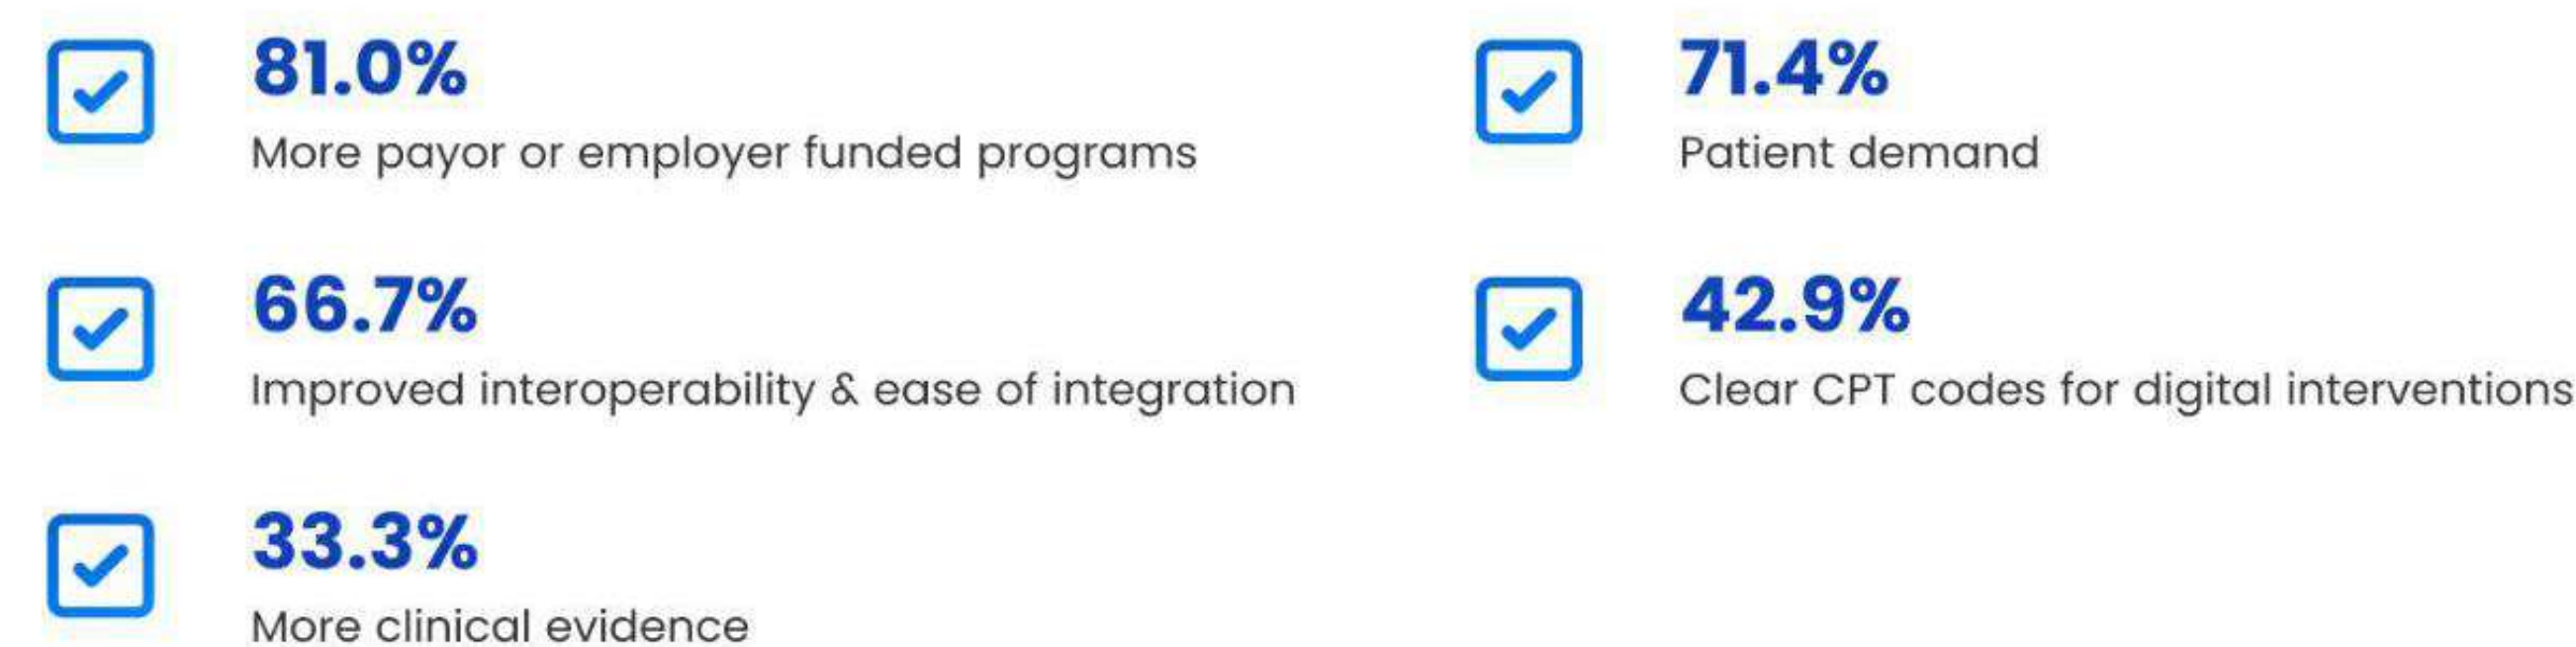 81.0%
More payor or employer funded programs
71.4%
Patient demand
66.7%
Improved interoperability & ease of integration
42.9%
Clear CPT codes for digital interventions
33.3%
More clinical evidence